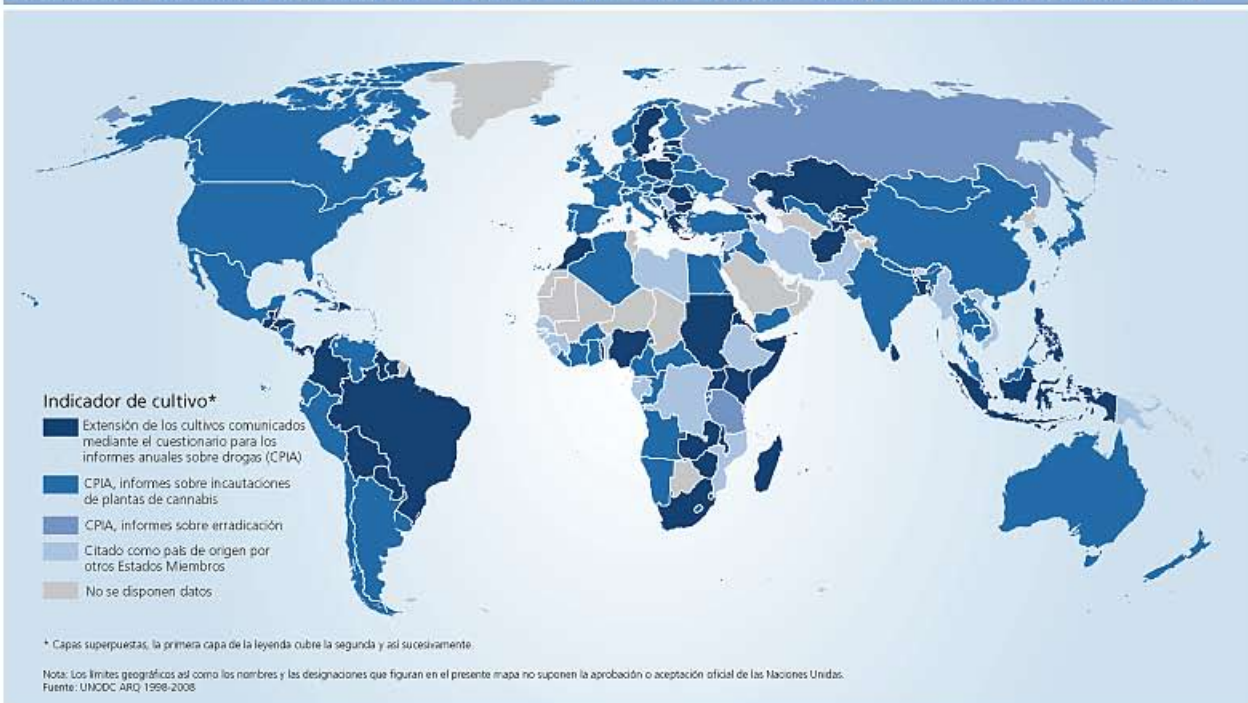 Indicador de cultivo*
Extensión de los cultivos comunicados
mediante el cuestionario para los
informes anuales sobre drogas (CPIA)
CPIA, informes sobre incautaciones
de plantas de cannabis
CPIA, informes sobre erradicación
Citado como país de origen por
otros Estados Miembros
No se disponen datos
* Capas superpuestas, la primera capa de la leyenda cubre la segunda y así sucesivamente.
Nota: Los límites geográficos así como los nombres y las designaciones que figuran en el presente mapa no suponen la aprobación o aceptación oficial de las Naciones Unidas.
Fuente: UNODC ARQ 1998-2008